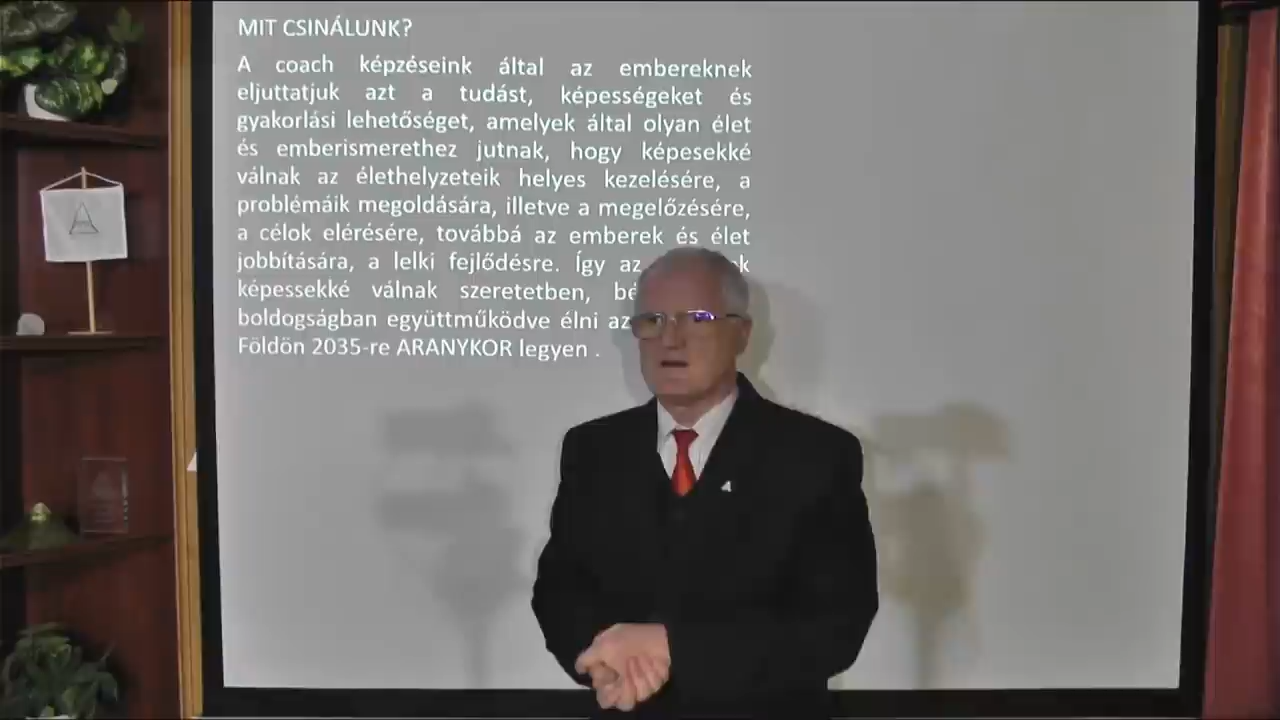 MIT CSINÁLUNK?
A coach képzéseink által az embereknek
eljuttatjuk azt a tudást, képességeket és
gyakorlási lehetőséget, amelyek által olyan élet
és emberismerethez jutnak, hogy képesekké
válnak az élethelyzeteik helyes kezelésére, a
problémáik megoldására, illetve a megelőzésére,
a célok elérésére, továbbá az emberek és élet
jobbítására, a lelki fejlődésre. Így az
képessekké válnak szeretetben,
boldogságban együttműködve élni
Földön 2035-re ARANYKOR legyen .